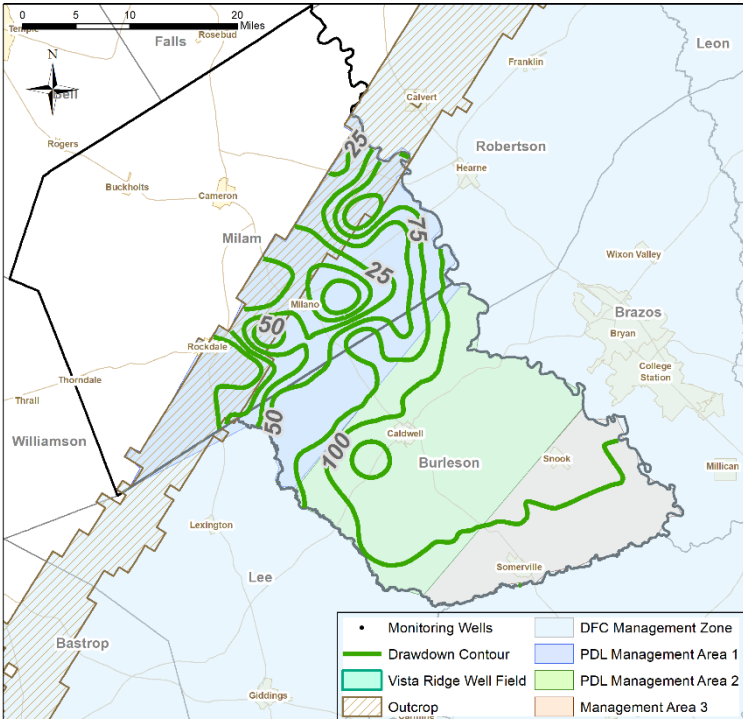 0 5 10 20
Miles
Temple
Falls
Rosebud
Leon
N
Bell
Franklin
Calvert
Rogers
Robertson
25
Hearne
Buckholts
Cameron
75
Milam
Wixon Valley
25
Milano
Brazos
50
Bryan
Rockdale
College
Station
Thorndale
Thrall
50
Caldwell
Williamson
100
Burleson
Snook
Millican
Lexington
Somerville
Lee
Bastrop
Giddings
Monitoring Wells
Drawdown Contour
Vista Ridge Well Field
Outcrop
DFC Management Zone
PDL Management Area 1
PDL Management Area 2
Management Area 3